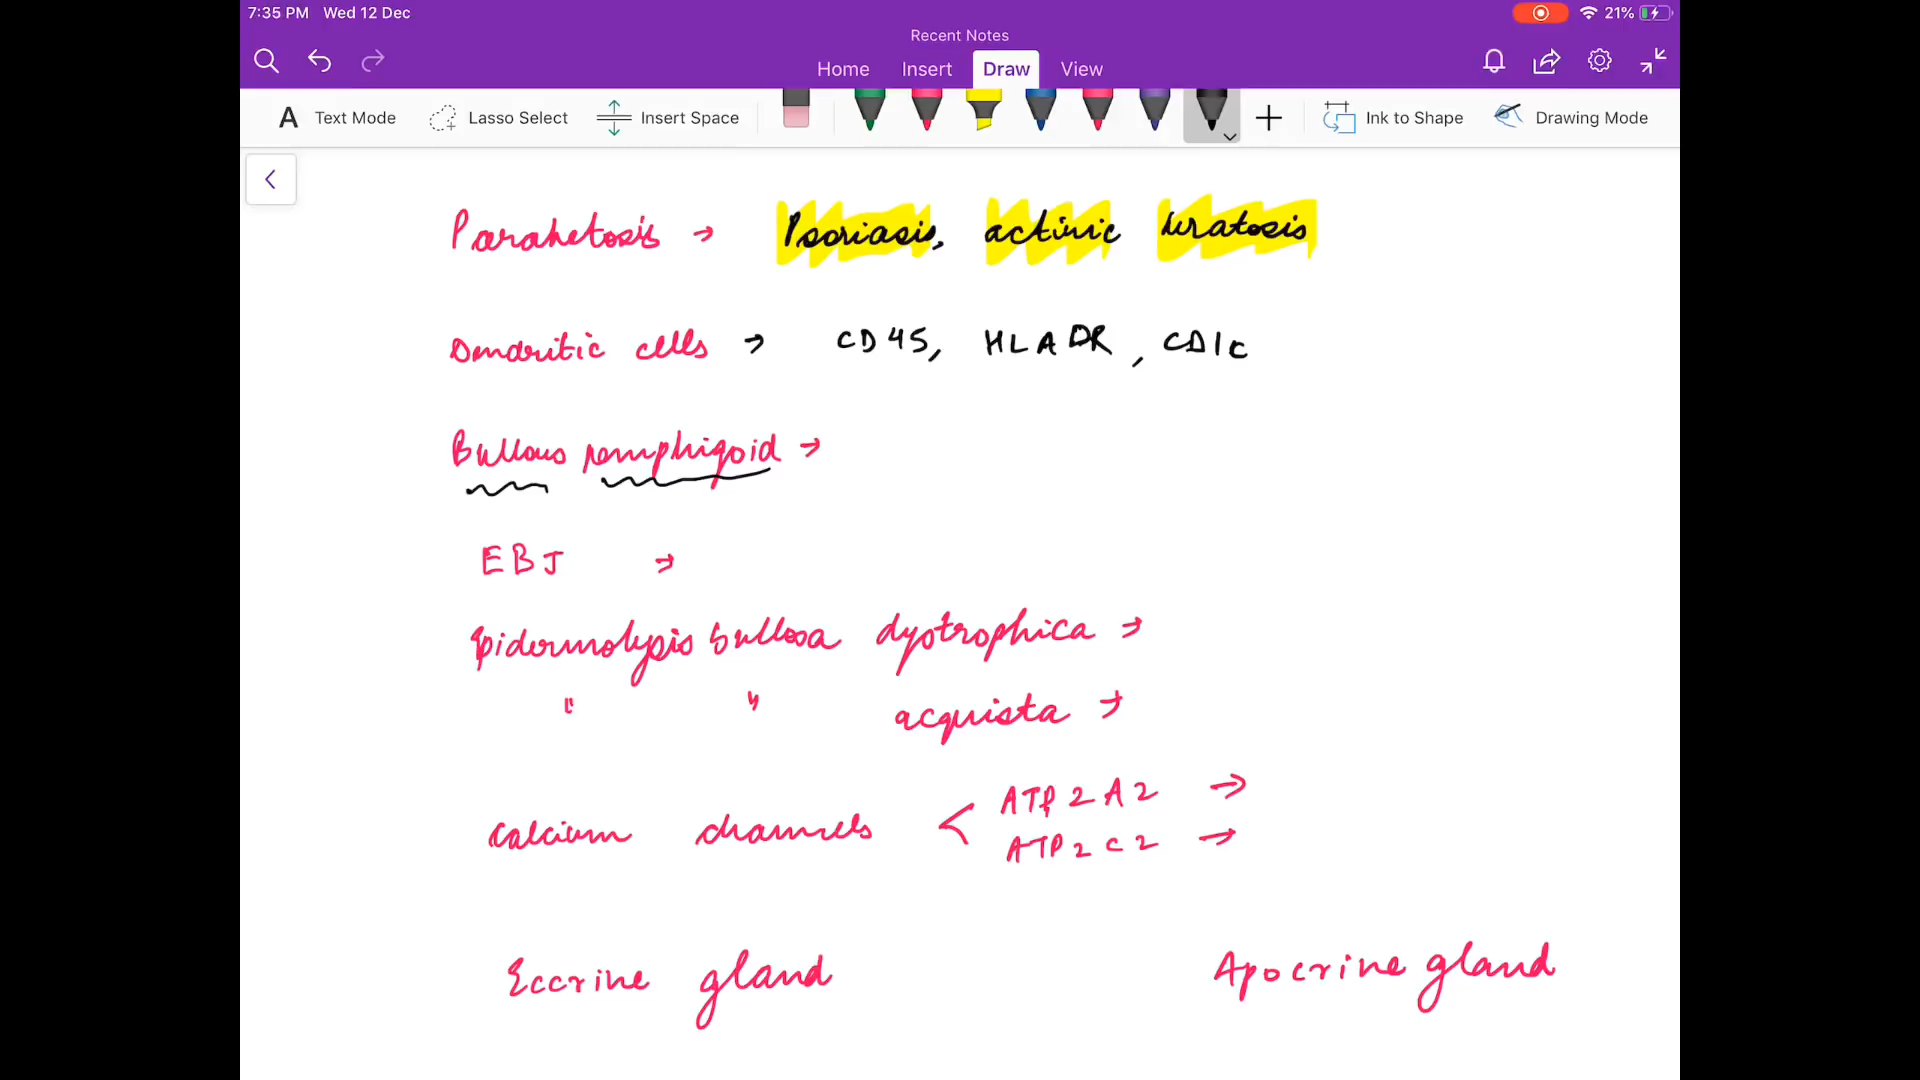 7:35 PM Wed 12 Dec 21%
Recent Notes
Home Insert Draw View
A Text Mode Lasso Select Insert Space Ink to Shape Drawing Mode
Paraketosis → Psoriasis, actinic keratosis
Dendritic cells → CD45, HLA DR, CD1c
Bullous pemphigoid →
EBJ →
Epidermolysis bullosa dystrophica →
" " acquista →
Calcium channels < ATP2A2 →
ATP2C2 →
Eccrine gland Apocrine gland